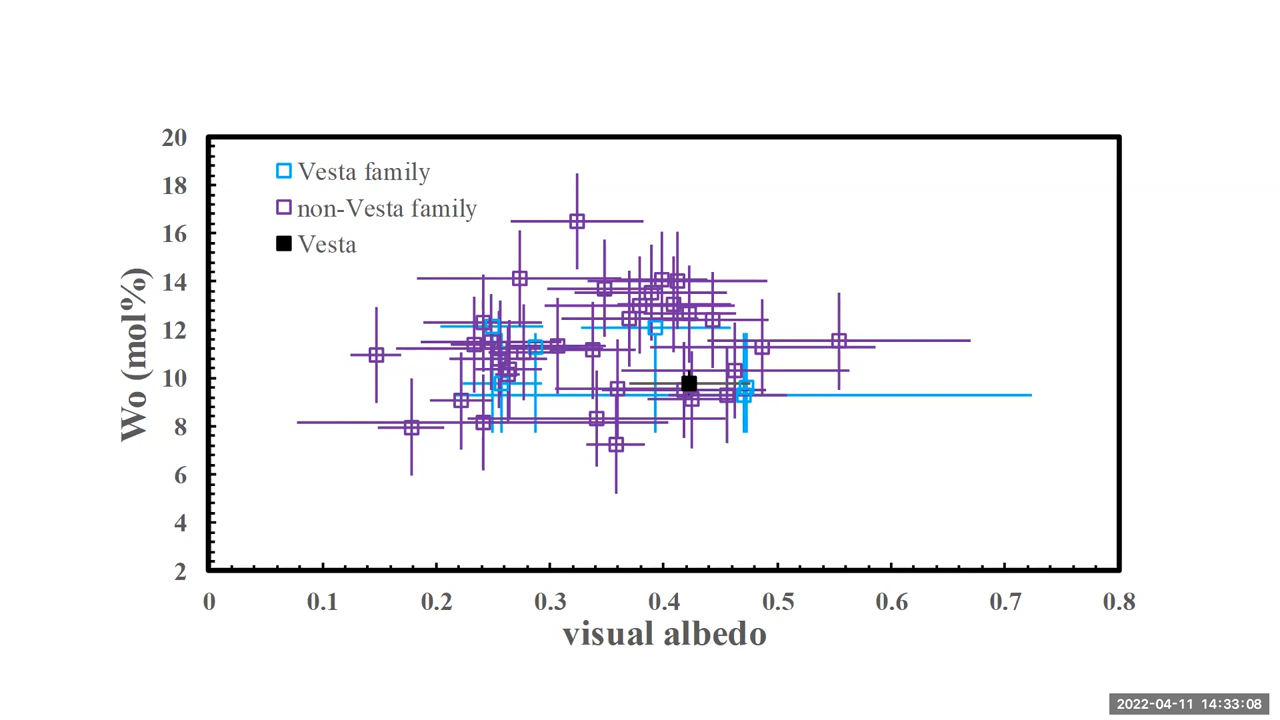 20
18
16
14
12
10
8
6
4
2
Wo (mol%)
Vesta family
non-Vesta family
Vesta
0 0.1 0.2 0.3 0.4 0.5 0.6 0.7 0.8
visual albedo
2022-04-11 14:33:08